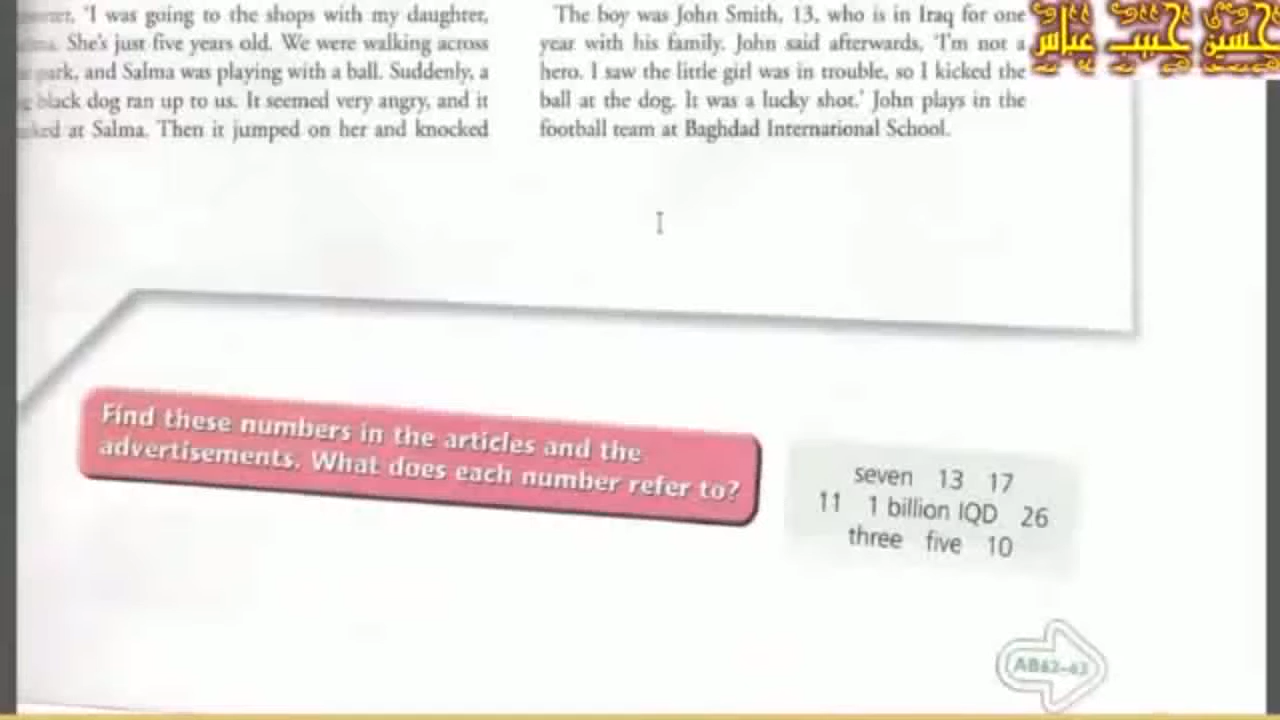 'I was going to the shops with my daughter,
She's just five years old. We were walking across
park, and Salma was playing with a ball. Suddenly, a
black dog ran up to us. It seemed very angry, and it
at Salma. Then it jumped on her and knocked
The boy was John Smith, 13, who is in Iraq for one
year with his family. John said afterwards, 'I'm not a
hero. I saw the little girl was in trouble, so I kicked the
ball at the dog. It was a lucky shot.' John plays in the
football team at Baghdad International School.
حسين حبيب عباس
Find these numbers in the articles and the
advertisements. What does each number refer to?
seven 13 17
11 1 billion IQD 26
three five 10
AB62–63